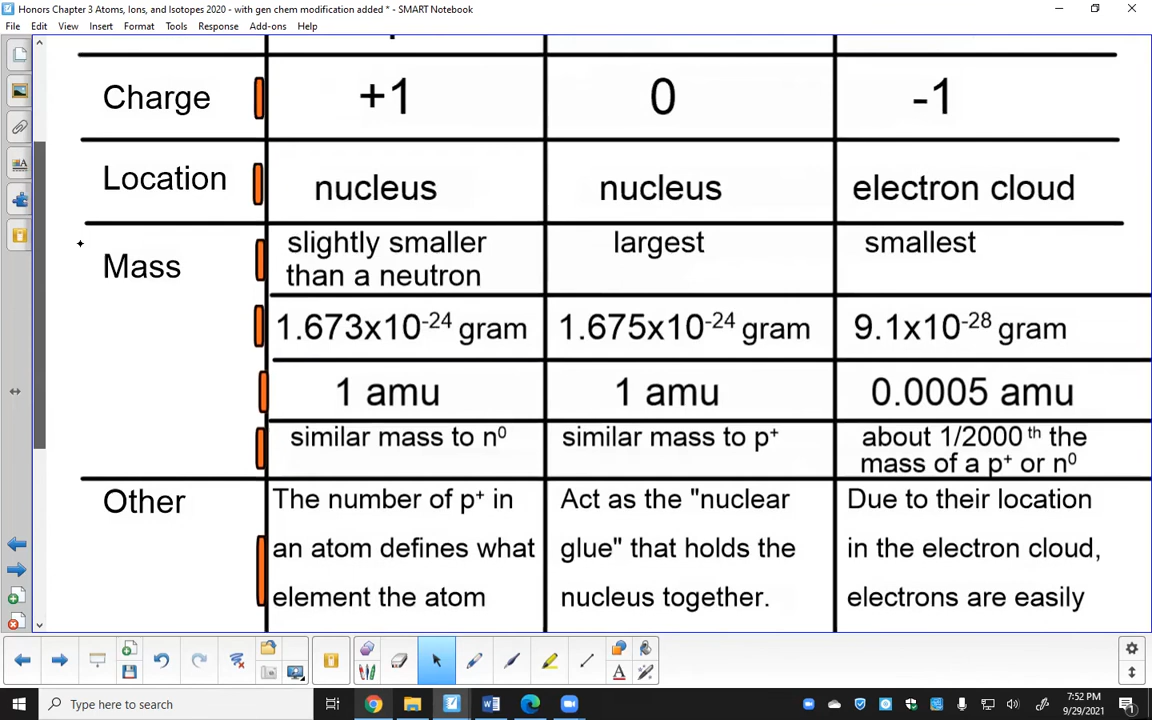 Honors Chapter 3 Atoms, Ions, and Isotopes 2020 - with gen chem modification added * - SMART Notebook
File Edit View Insert Format Tools Response Add-ons Help
Charge +1 0 -1
Location nucleus nucleus electron cloud
Mass
slightly smaller
than a neutron
largest
smallest
1.673x10⁻²⁴ gram 1.675x10⁻²⁴ gram 9.1x10⁻²⁸ gram
1 amu 1 amu 0.0005 amu
similar mass to n⁰
similar mass to p⁺
about 1/2000 th the
mass of a p⁺ or n⁰
Other
The number of p⁺ in
an atom defines what
element the atom
Act as the "nuclear
glue" that holds the
nucleus together.
Due to their location
in the electron cloud,
electrons are easily
Type here to search
7:52 PM
9/29/2021